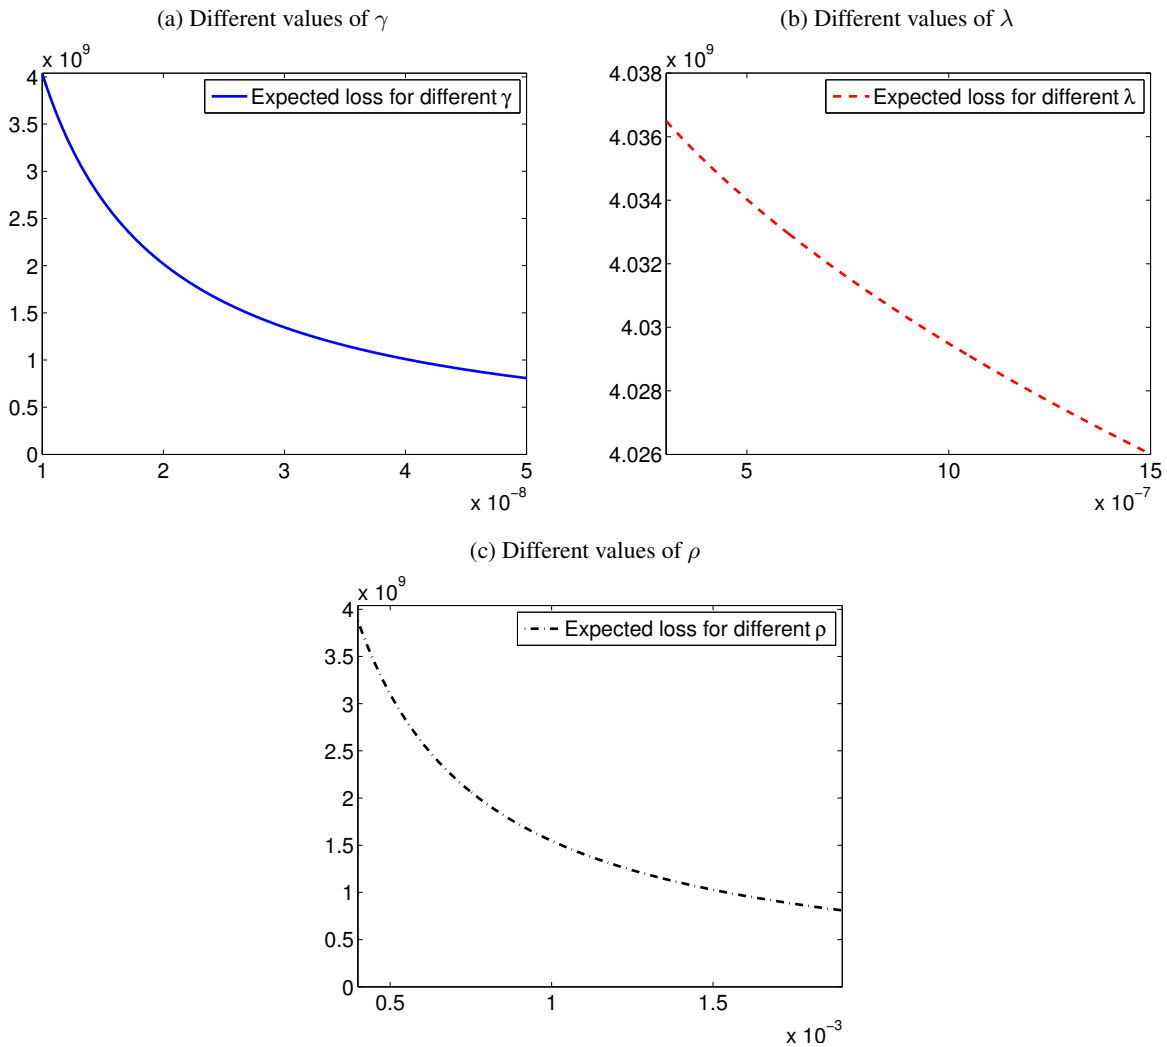 (a) Different values of γ
x 10^9
Expected loss for different γ
4
3.5
3
2.5
2
1.5
1
0.5
0
1 2 3 4 5
x 10^-8
(b) Different values of λ
x 10^9
Expected loss for different λ
4.038
4.036
4.034
4.032
4.03
4.028
4.026
5 10 15
x 10^-7
(c) Different values of ρ
x 10^9
Expected loss for different ρ
4
3.5
3
2.5
2
1.5
1
0.5
0
0.5 1 1.5
x 10^-3